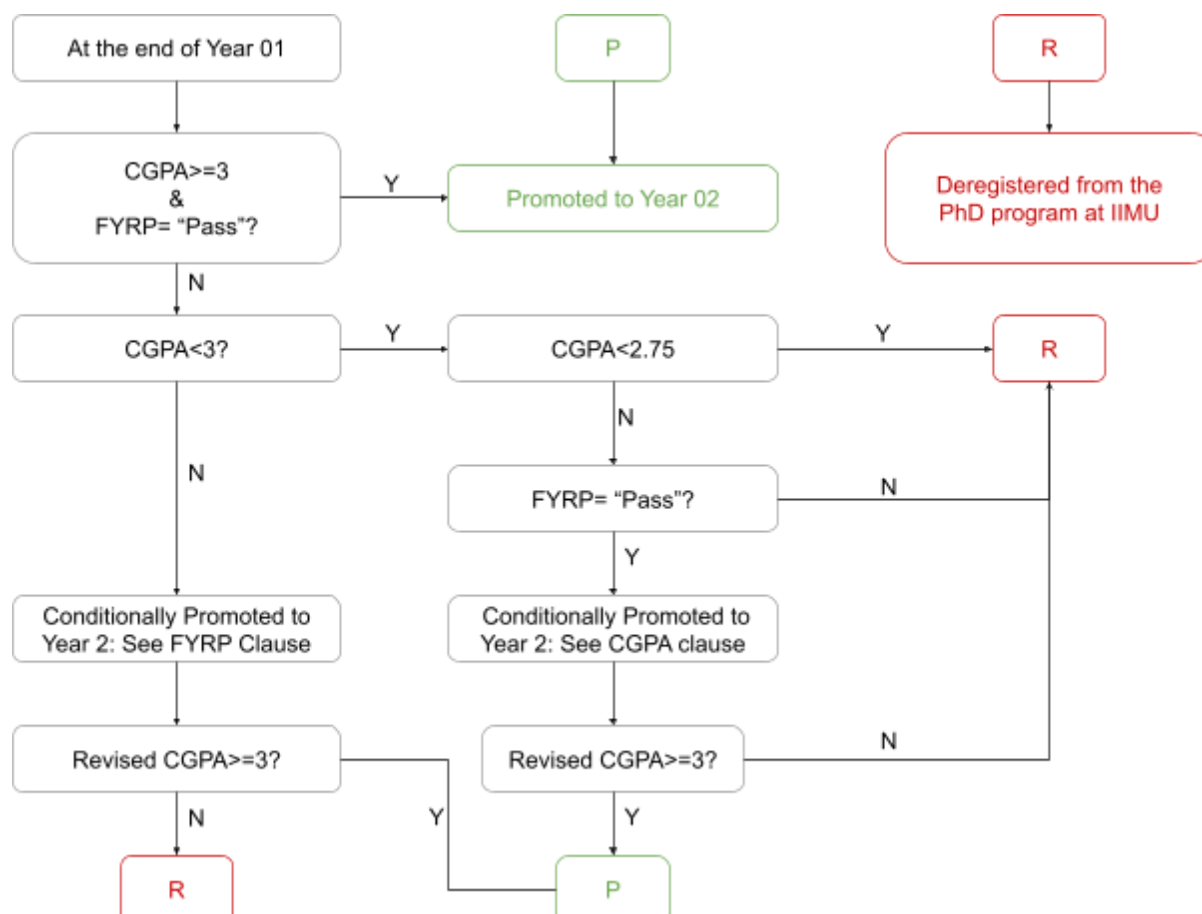 At the end of Year 01
P
R
CGPA>=3
&
FYRP= “Pass”?
Y
Promoted to Year 02
Deregistered from the
PhD program at IIMU
N
CGPA<3?
Y
CGPA<2.75
Y
R
N
N
FYRP= “Pass”?
N
Y
Conditionally Promoted to
Year 2: See FYRP Clause
Conditionally Promoted to
Year 2: See CGPA clause
Revised CGPA>=3?
Revised CGPA>=3?
N
N
Y
Y
R
P